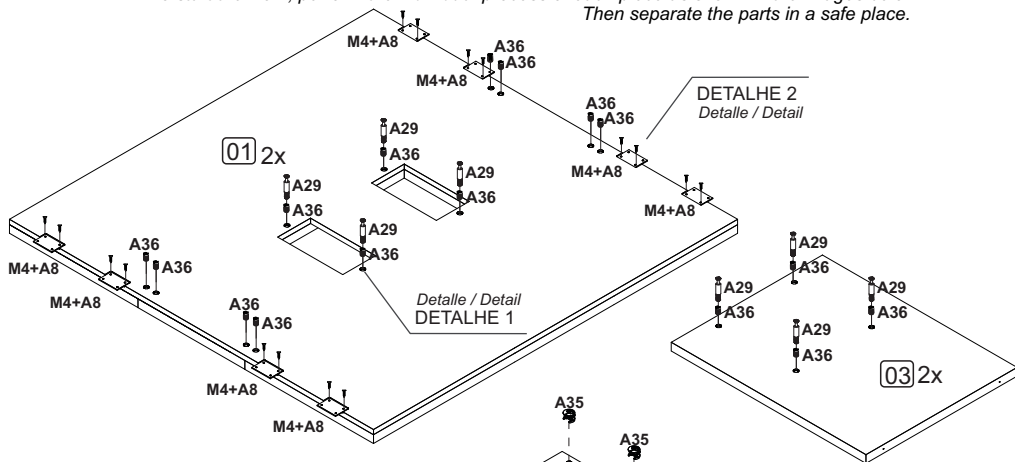 Then separate the parts in a safe place.
M4+A8
A36
A36
M4+A8
DETALHE 2
Detalle / Detail
A36
A36
A29
01 2x
A36
A29
M4+A8
A29
A36
M4+A8
A36
A29
A36
A29
M4+A8
A36
A36
A36
M4+A8
A29
A29
A36
A36
Detalle / Detail
DETALHE 1
A36
A36
A29
A36
03 2x
M4+A8
A35
M4+A8
A35